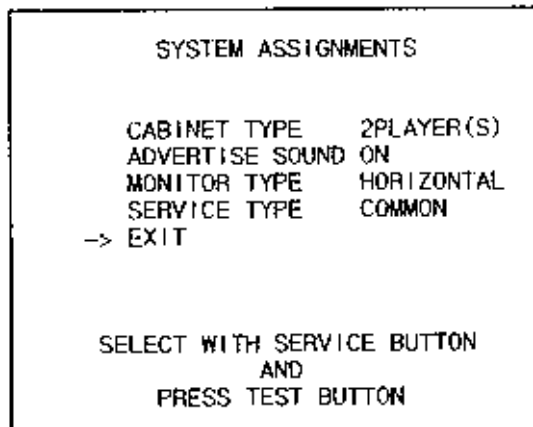 SYSTEM ASSIGNMENTS
CABINET TYPE 2PLAYER(S)
ADVERTISE SOUND ON
MONITOR TYPE HORIZONTAL
SERVICE TYPE COMMON
-> EXIT
SELECT WITH SERVICE BUTTON
AND
PRESS TEST BUTTON